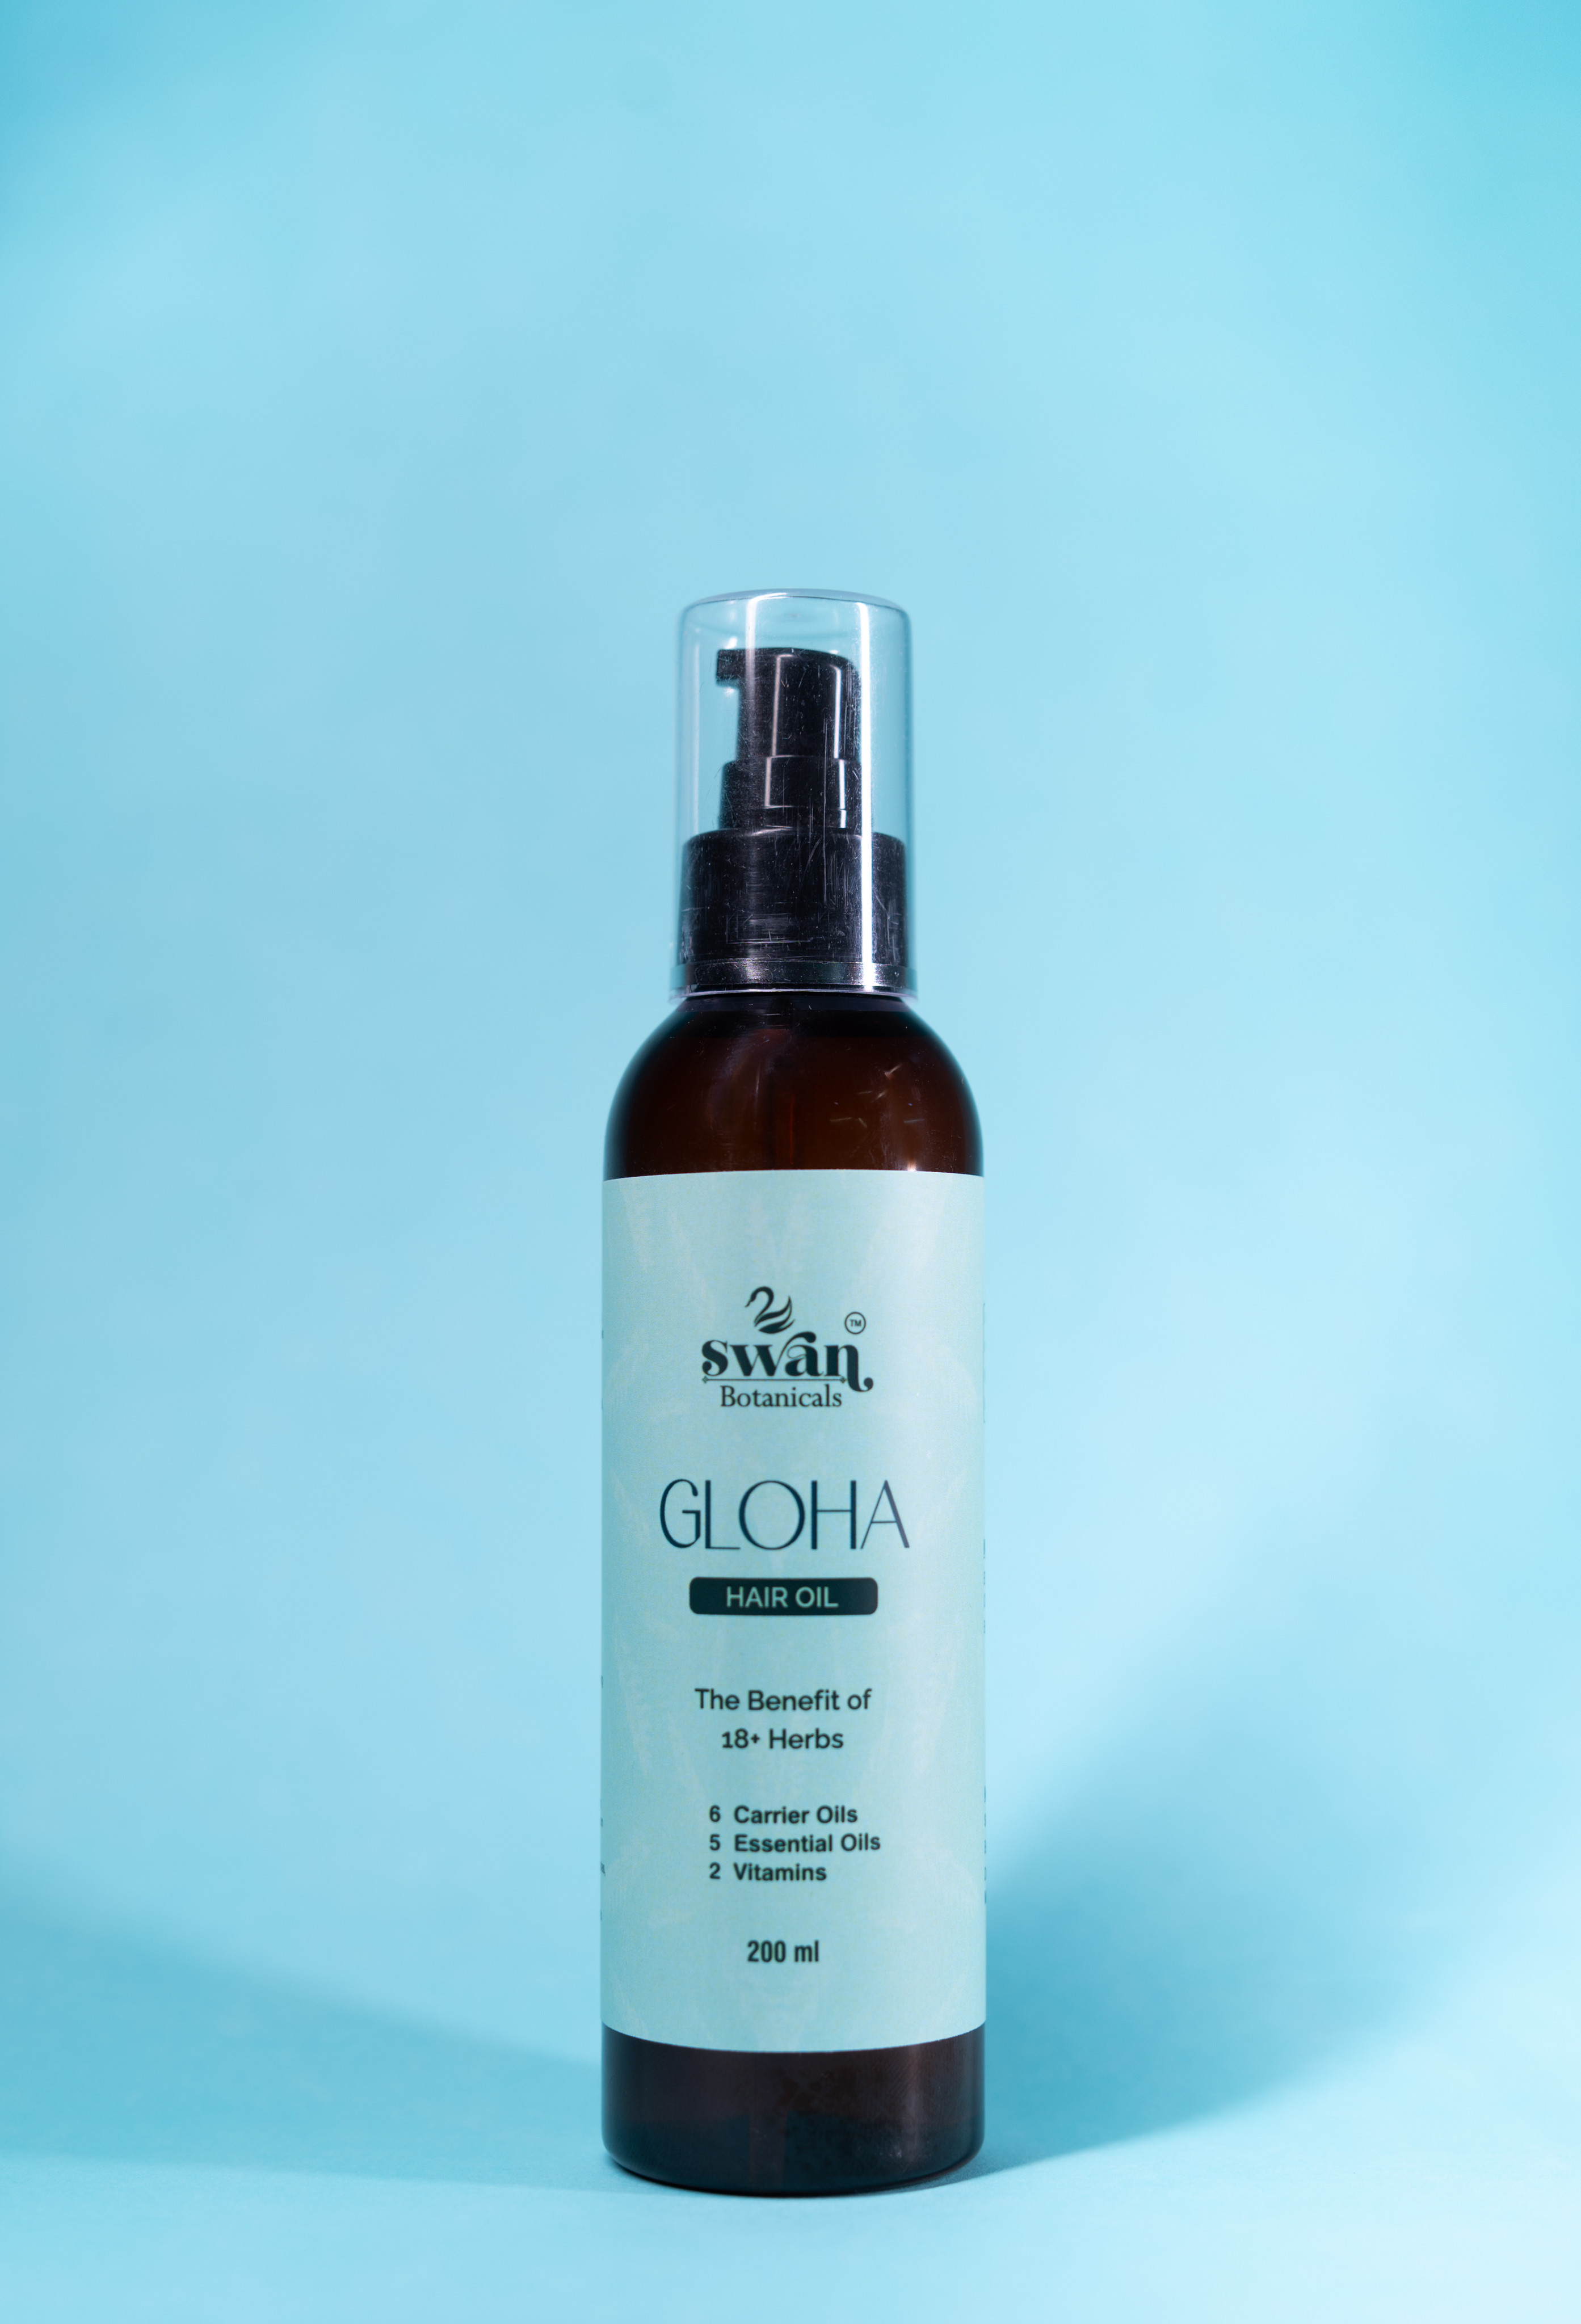 TM
swan
Botanicals
GLOHA
HAIR OIL
The Benefit of
18+ Herbs
6 Carrier Oils
5 Essential Oils
2 Vitamins
200 ml